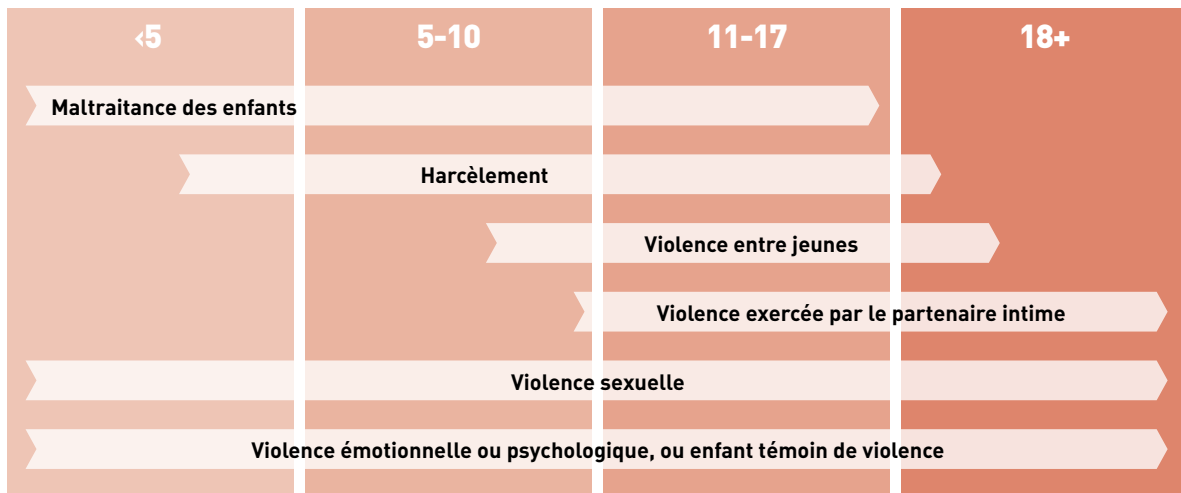 <5
5-10
11-17
18+
Maltraitance des enfants
Harcèlement
Violence entre jeunes
Violence exercée par le partenaire intime
Violence sexuelle
Violence émotionnelle ou psychologique, ou enfant témoin de violence